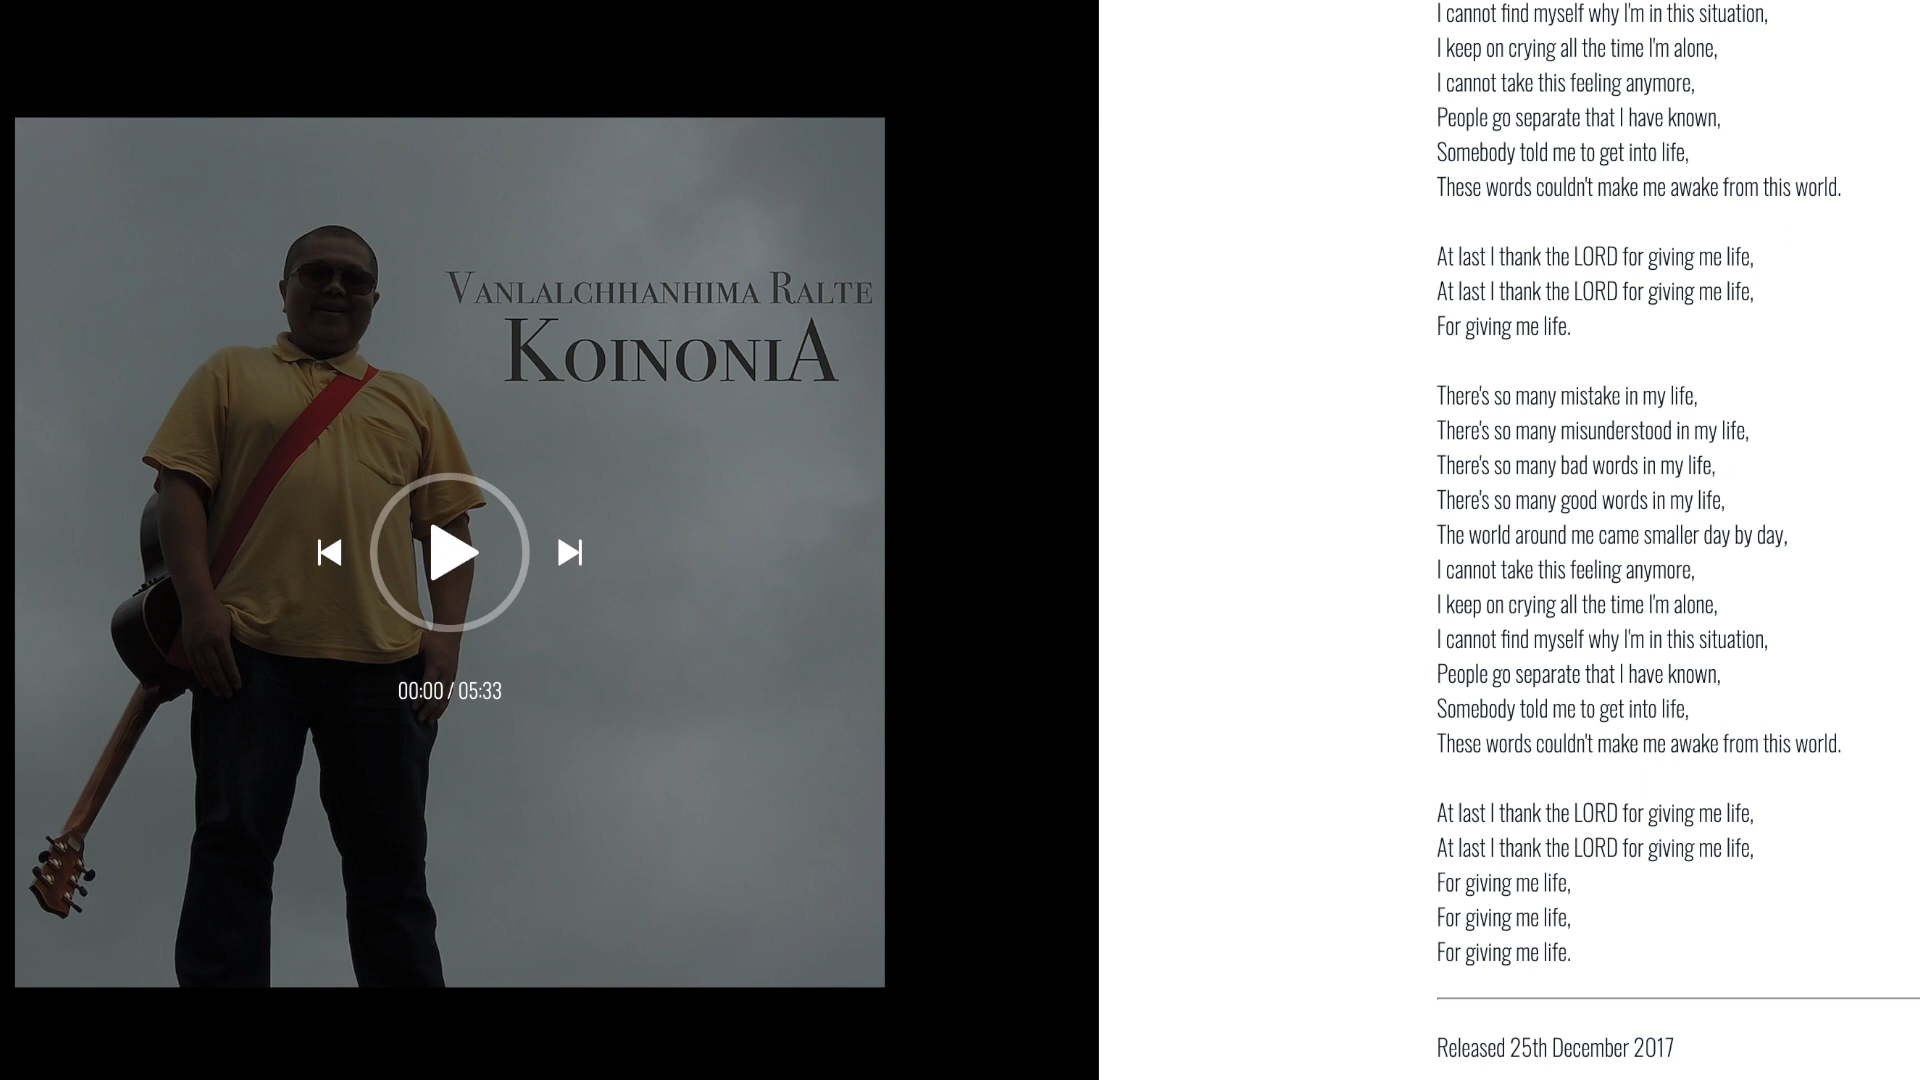 VANLALCHHANHIMA RALTE
KOINONIA
00:00 / 05:33
I cannot find myself why I'm in this situation,
I keep on crying all the time I'm alone,
I cannot take this feeling anymore,
People go separate that I have known,
Somebody told me to get into life,
These words couldn't make me awake from this world.
At last I thank the LORD for giving me life,
At last I thank the LORD for giving me life,
For giving me life.
There's so many mistake in my life,
There's so many misunderstood in my life,
There's so many bad words in my life,
There's so many good words in my life,
The world around me came smaller day by day,
I cannot take this feeling anymore,
I keep on crying all the time I'm alone,
I cannot find myself why I'm in this situation,
People go separate that I have known,
Somebody told me to get into life,
These words couldn't make me awake from this world.
At last I thank the LORD for giving me life,
At last I thank the LORD for giving me life,
For giving me life,
For giving me life,
For giving me life.
Released 25th December 2017